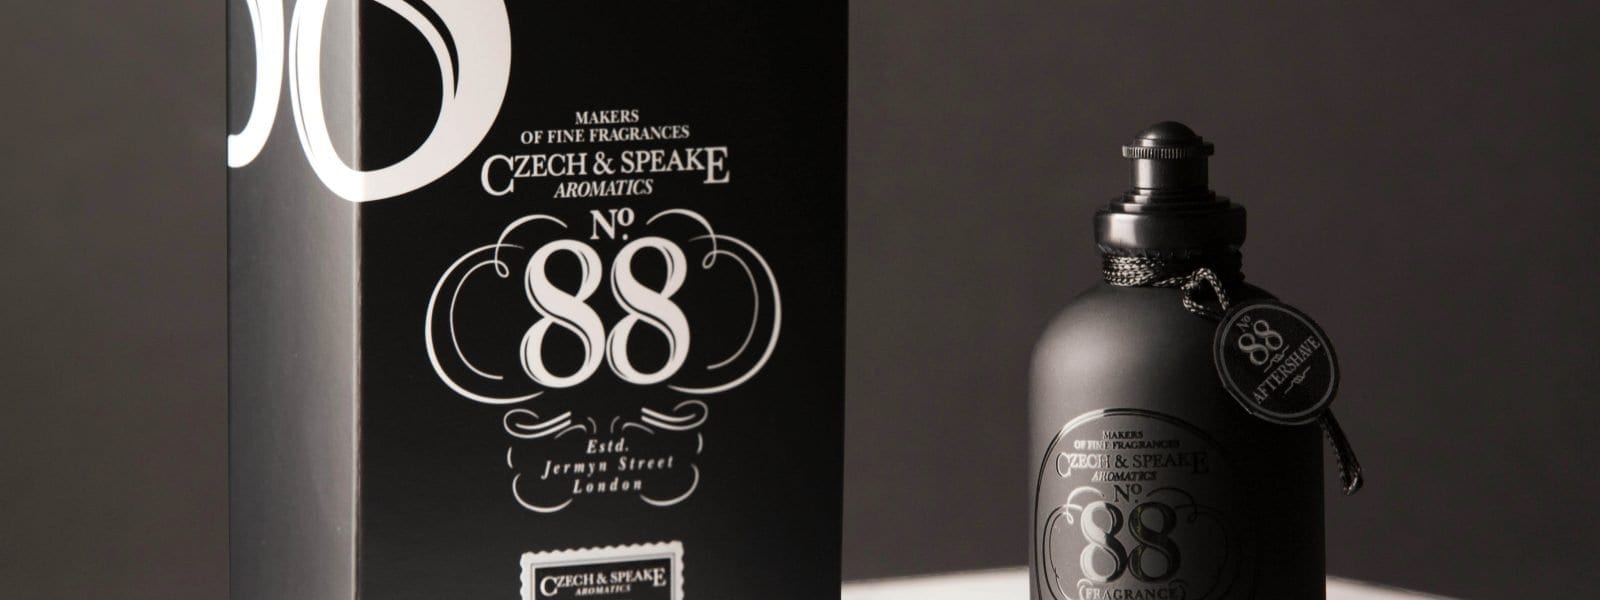 MAKERS
OF FINE FRAGRANCES
CZECH & SPEAKE
AROMATICS
No.
88
Estd.
Jermyn Street
London
CZECH & SPEAKE
AROMATICS
No
88
AFTERSHAVE
MAKERS
OF FINE FRAGRANCES
CZECH & SPEAKE
AROMATICS
No.
88
FRAGRANCE